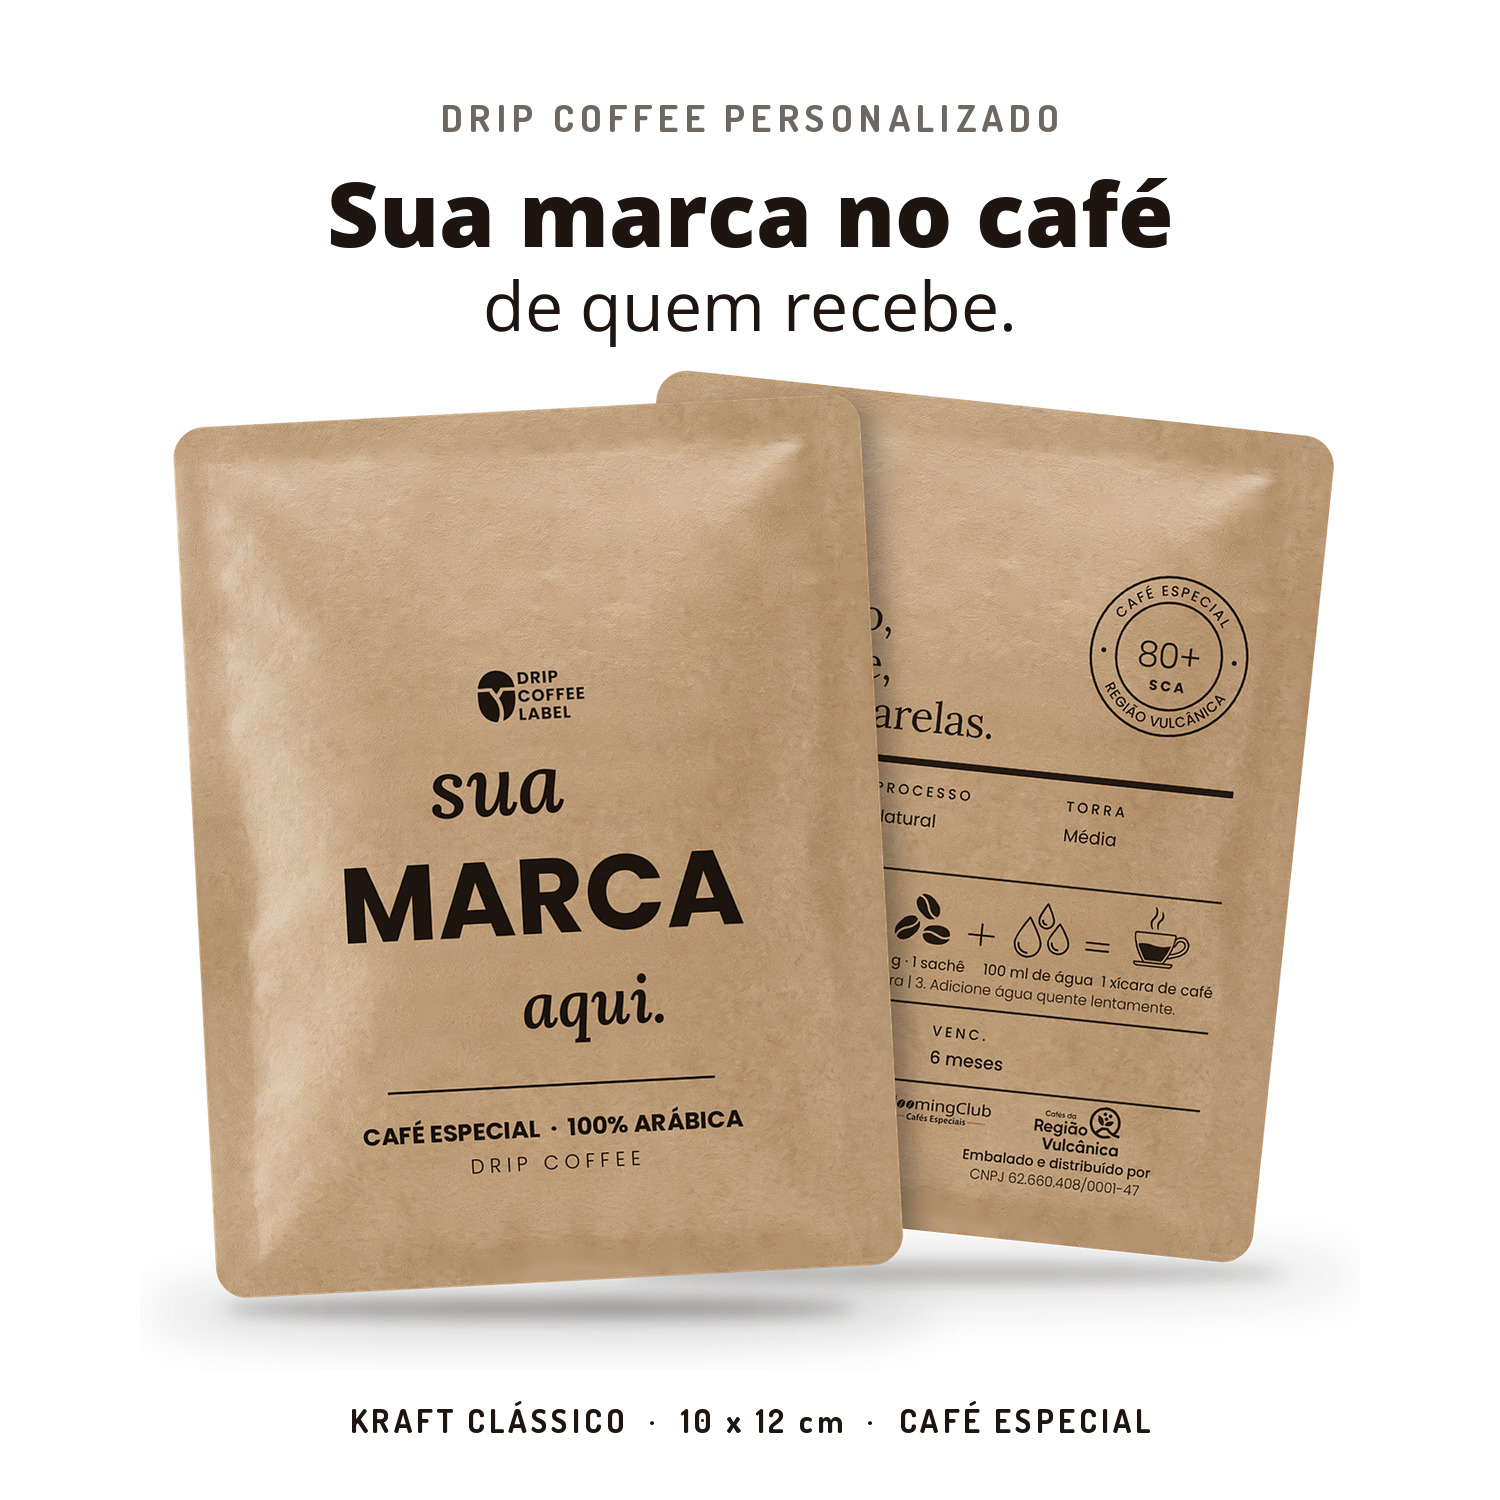 DRIP COFFEE PERSONALIZADO
Sua marca no café
de quem recebe.
DRIP
COFFEE
LABEL
sua
MARCA
aqui.
CAFÉ ESPECIAL · 100% ARÁBICA
DRIP COFFEE
arelas.
CAFÉ ESPECIAL
80+
SCA
REGIÃO VULCÂNICA
PROCESSO
TORRA
atural
Média
g · 1 sachê
100 ml de água
1 xícara de café
ra | 3. Adicione água quente lentamente.
VENC.
6 meses
oomingClub
Cafés Especiais
Cafés da
Região
Vulcânica
Embalado e distribuído por
CNPJ 62.660.408/0001-47
KRAFT CLÁSSICO · 10 x 12 cm · CAFÉ ESPECIAL